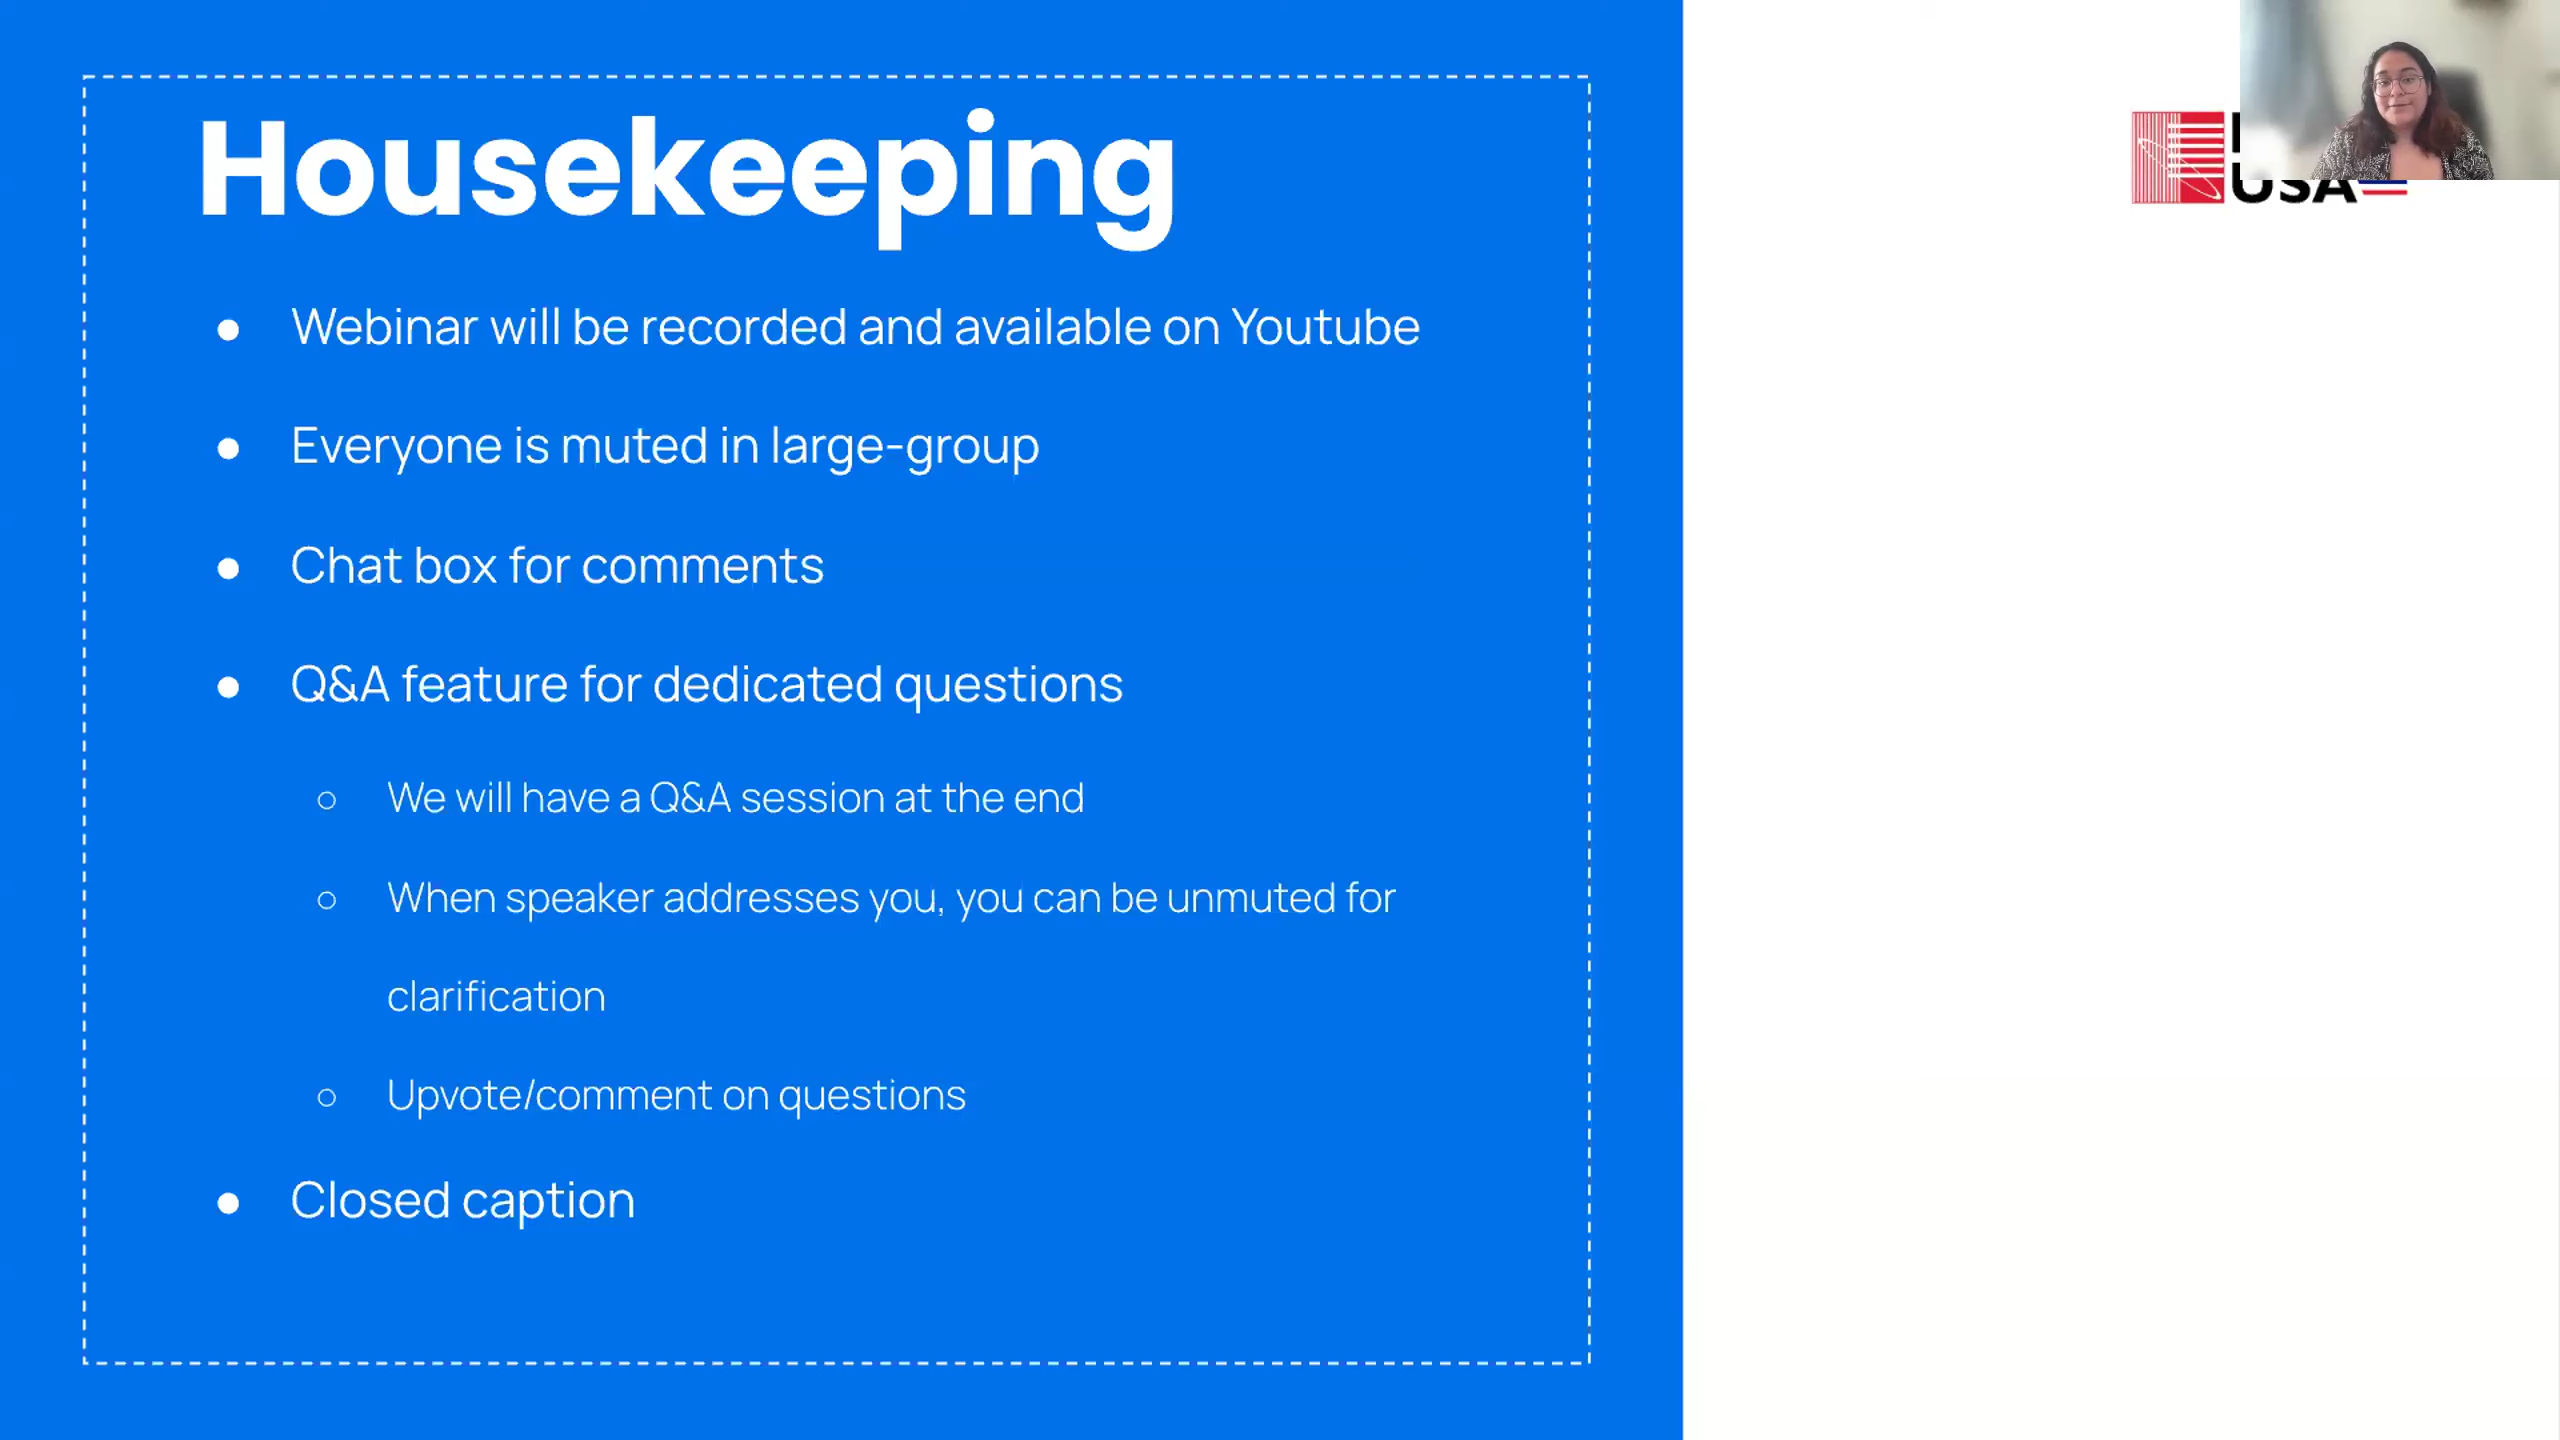 Housekeeping
● Webinar will be recorded and available on Youtube
● Everyone is muted in large-group
● Chat box for comments
● Q&A feature for dedicated questions
○ We will have a Q&A session at the end
○ When speaker addresses you, you can be unmuted for
clarification
○ Upvote/comment on questions
● Closed caption
USA